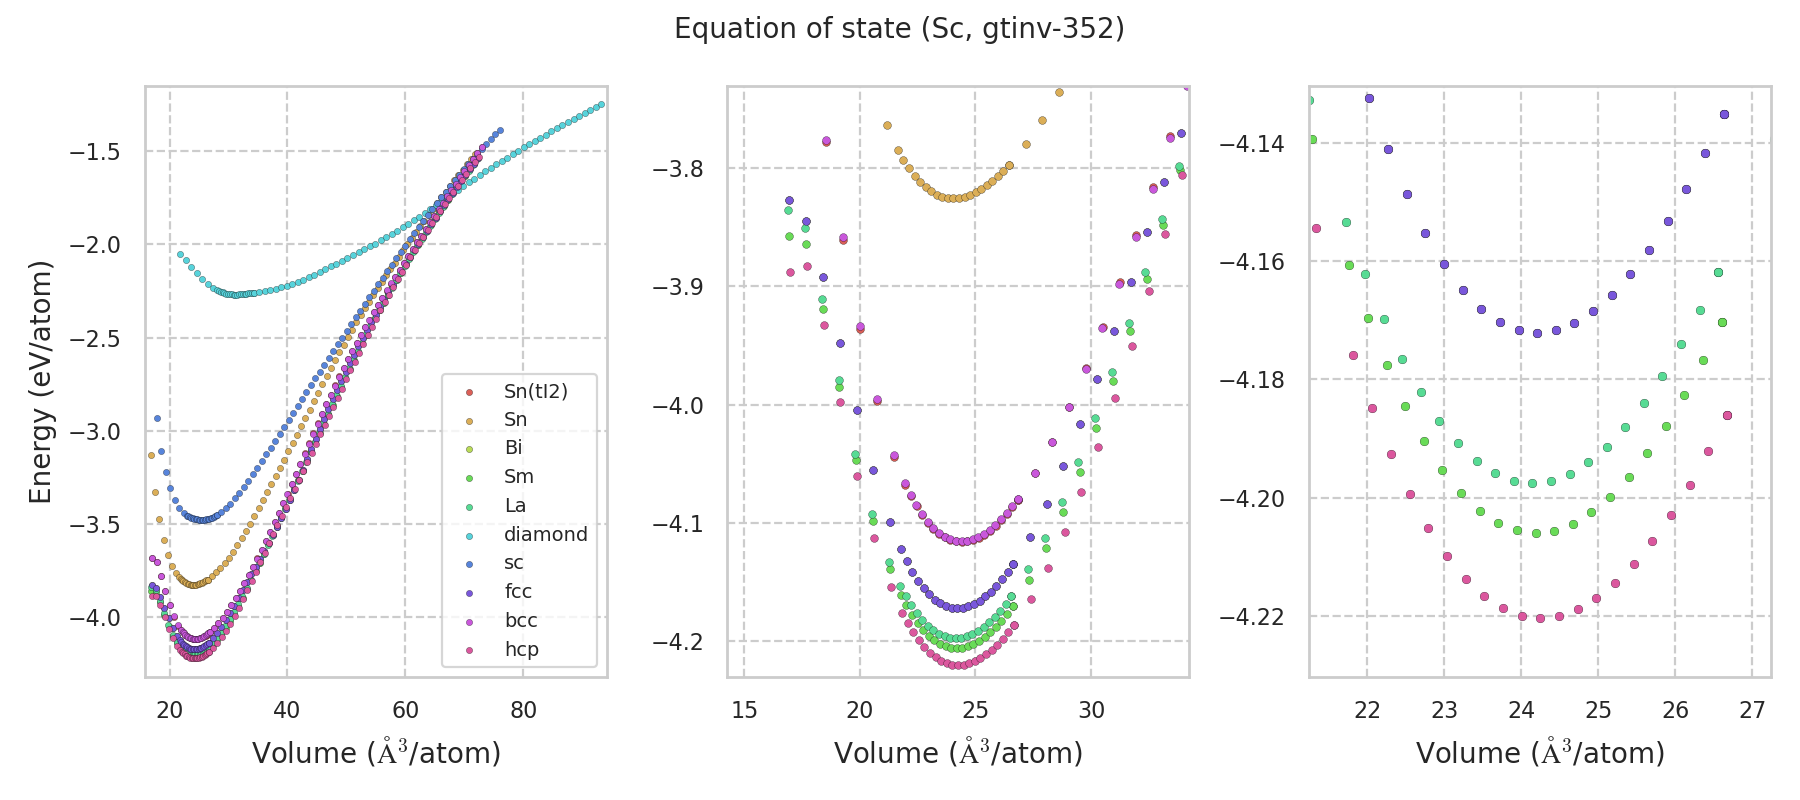 Equation of state (Sc, gtinv-352)
Energy (eV/atom)
−1.5
−2.0
−2.5
−3.0
−3.5
−4.0
20 40 60 80
Volume (Å³/atom)
Sn(tI2)
Sn
Bi
Sm
La
diamond
sc
fcc
bcc
hcp
−3.8
−3.9
−4.0
−4.1
−4.2
15 20 25 30
Volume (Å³/atom)
−4.14
−4.16
−4.18
−4.20
−4.22
22 23 24 25 26 27
Volume (Å³/atom)